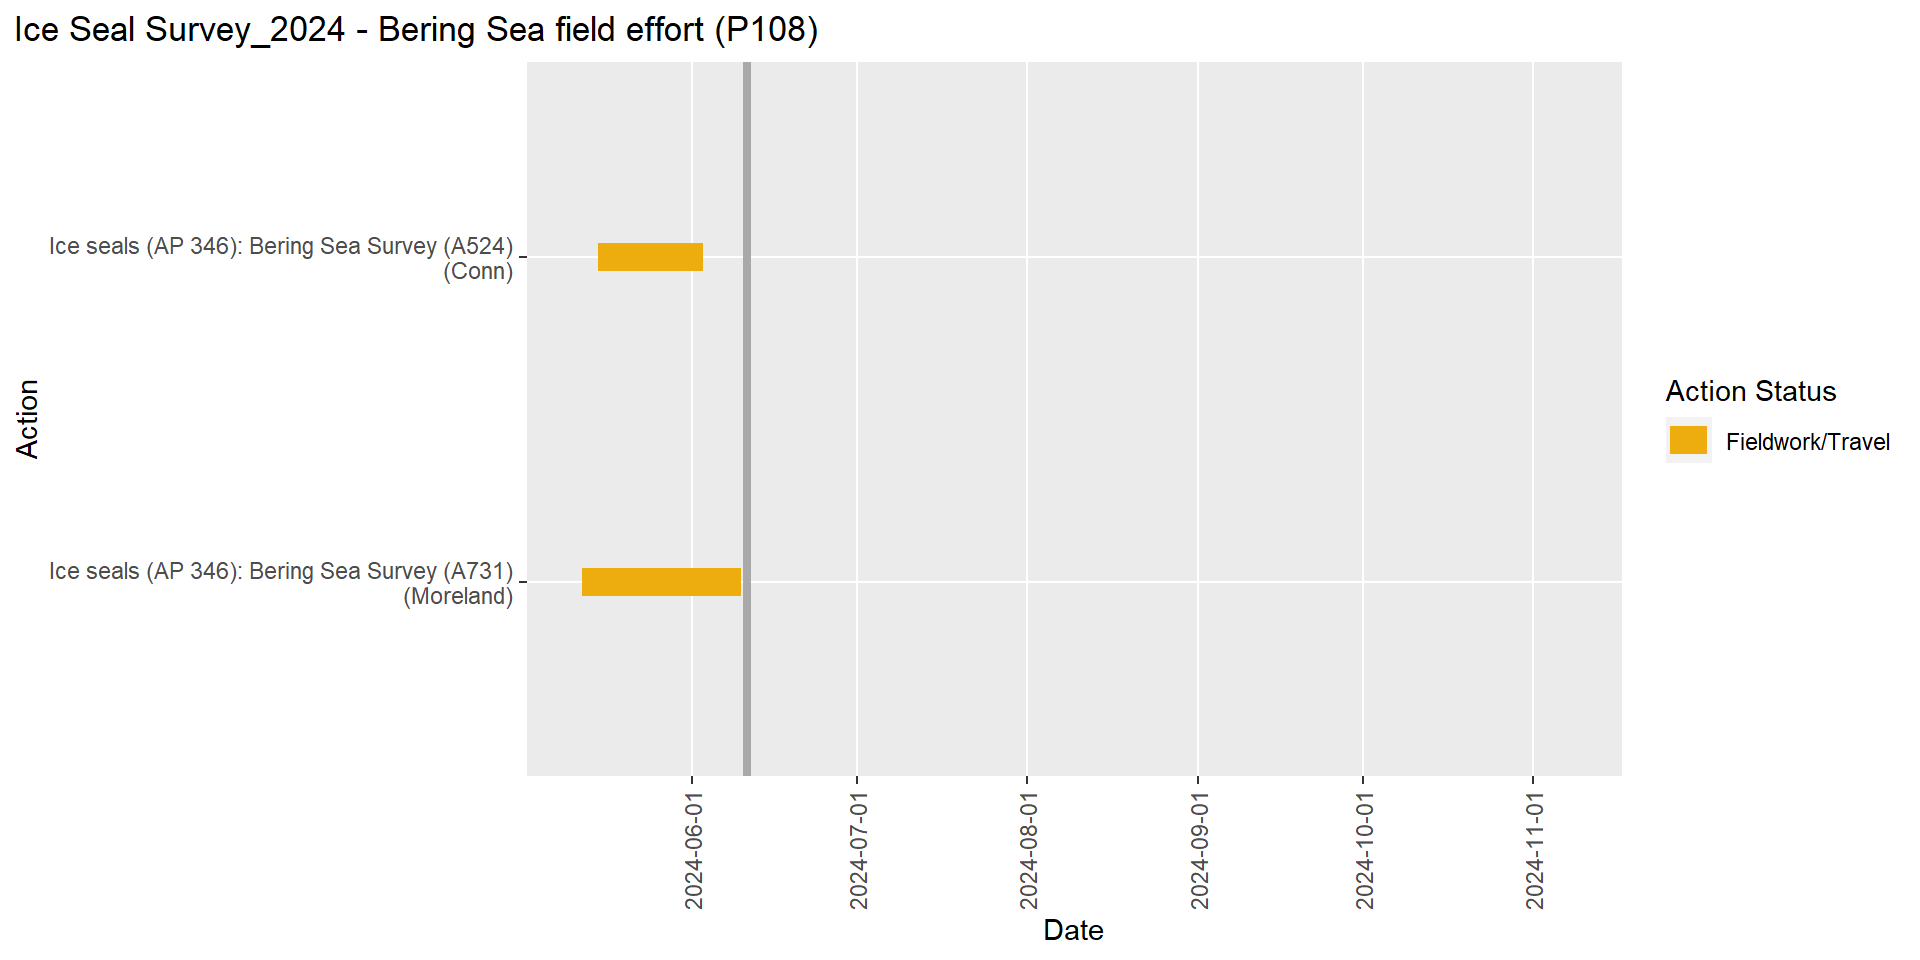 Ice Seal Survey_2024 - Bering Sea field effort (P108)
Ice seals (AP 346): Bering Sea Survey (A524)
(Conn)
Action
Ice seals (AP 346): Bering Sea Survey (A731)
(Moreland)
Action Status
Fieldwork/Travel
2024-06-01
2024-07-01
2024-08-01
2024-09-01
2024-10-01
2024-11-01
Date